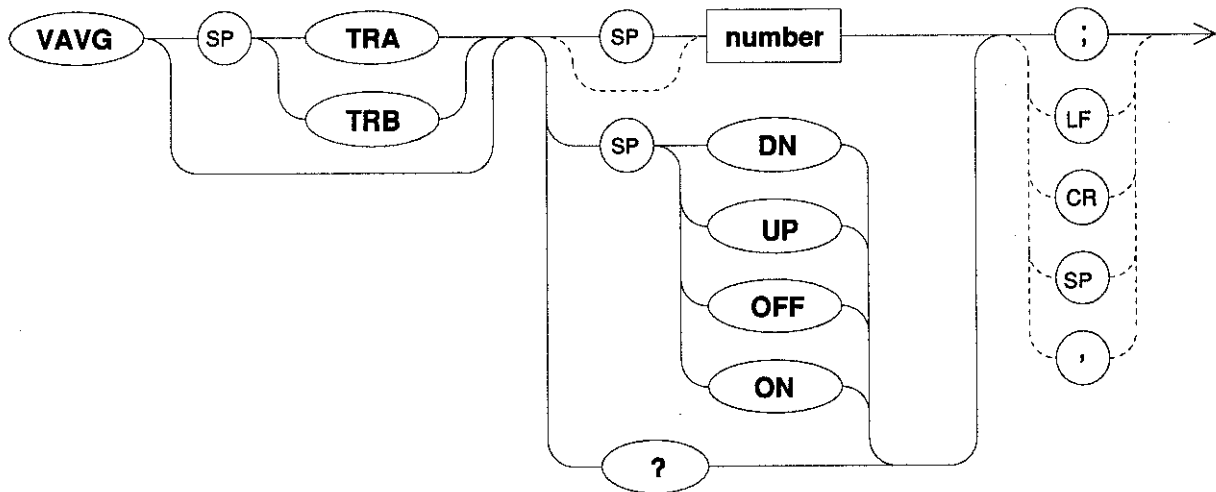 VAVG SP TRA SP number ;
TRB LF
SP DN
UP CR
OFF SP
ON ,
?